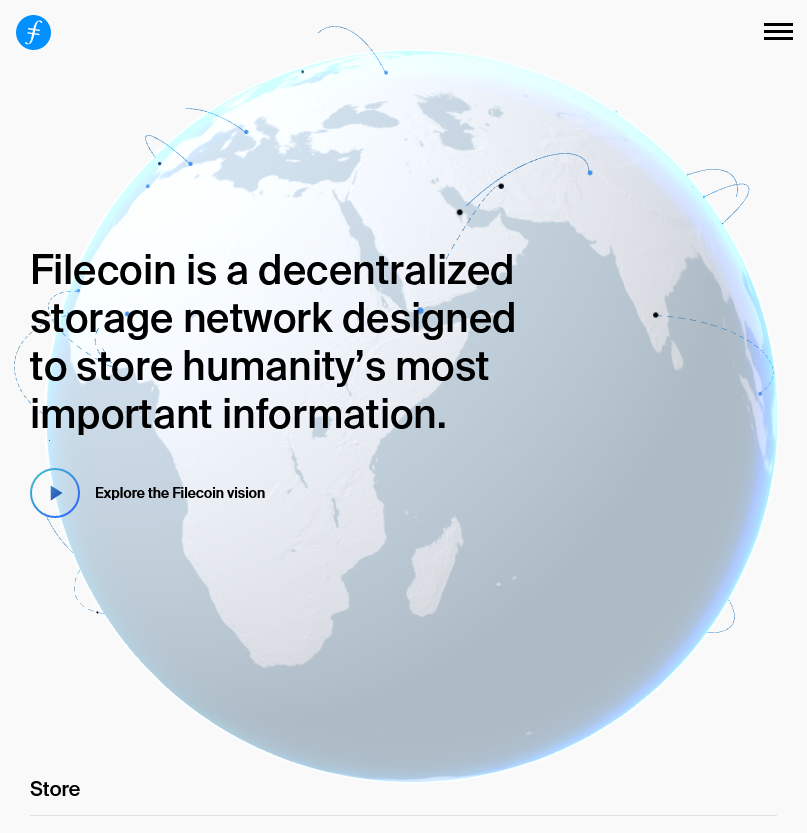 Filecoin is a decentralized
storage network designed
to store humanity’s most
important information.
Explore the Filecoin vision
Store